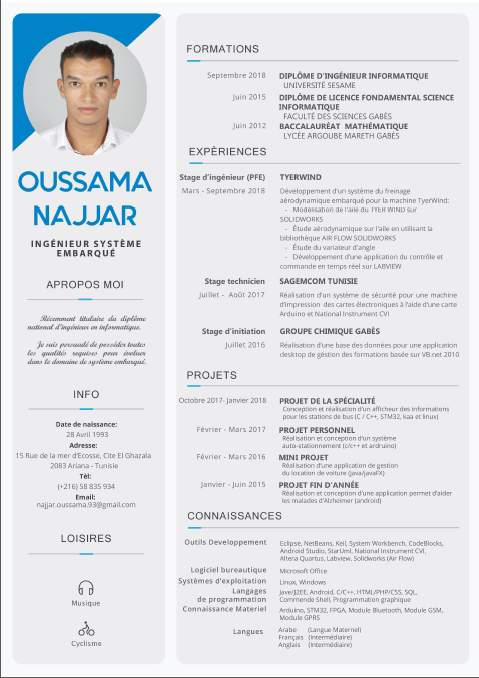 OUSSAMA
NAJJAR
INGÉNIEUR SYSTÈME
EMBARQUÉ
APROPOS MOI
Récemment titulaire du diplôme
national d'ingénieur en informatique.
Je suis persuadé de posséder toutes
les qualités requises pour évoluer
dans le domaine de système embarqué.
INFO
Date de naissance:
28 Avril 1993
Adresse:
15 Rue de la mer d'Ecosse, Cite El Ghazala
2083 Ariana - Tunisie
Tèl:
(+216) 58 835 934
Email:
najjar.oussama.93@gmail.com
LOISIRES
Musique
Cyclisme
FORMATIONS
Septembre 2018 DIPLÔME D'INGÉNIEUR INFORMATIQUE
UNIVERSITÉ SESAME
Juin 2015 DIPLÔME DE LICENCE FONDAMENTAL SCIENCE
INFORMATIQUE
FACULTÉ DES SCIENCES GABÈS
Juin 2012 BACCALAURÉAT MATHÉMATIQUE
LYCÉE ARGOUBE MARETH GABÈS
EXPÈRIENCES
Stage d'ingénieur (PFE) TYERWIND
Mars - Septembre 2018 Développement d'un système du freinage
aérodynamique embarqué pour la machine TyerWind:
- Modélisation de l'aile du TYER WIND sur
SOLIDWORKS
- Étude aérodynamique sur l'aile en utilisant la
bibliothèque AIR FLOW SOLIDWORKS
- Étude du variateur d'angle
- Développement d'une application du contrôle et
commande en temps réel sur LABVIEW
Stage technicien SAGEMCOM TUNISIE
Juillet - Août 2017 Réalisation d'un système de sécurité pour une machine
d'impression des cartes électroniques à l'aide d'une carte
Arduino et National Instrument CVI
Stage d'initiation GROUPE CHIMIQUE GABÈS
Juillet 2016 Réalisation d'une base des données pour une application
desktop de géstion des formations basée sur VB.net 2010
PROJETS
Octobre 2017- Janvier 2018 PROJET DE LA SPÉCIALITÉ
Conception et réalisation d'un afficheur des informations
pour les stations de bus (C / C++, STM32, kaa et linux)
Février - Mars 2017 PROJET PERSONNEL
Réalisation et conception d'un système
auto-stationnement (c/c++ et ardruino)
Février - Mars 2016 MINI PROJET
Réalisation d'une application de gestion
du location de voiture (java/javaFX)
Janvier - Juin 2015 PROJET FIN D'ANNÉE
Réalisation et conception d'une application permet d'aider
les malades d'Alzheimer (android)
CONNAISSANCES
Outils Developpement Eclipse, NetBeans, Keil, System Workbench, CodeBlocks,
Android Studio, StarUml, National Instrument CVI,
Altera Quartus, Labview, Solidworks (Air Flow)
Logiciel bureautique Microsoft Office
Systèmes d'exploitation Linux, Windows
Langages
de programmation Jave/J2EE, Android, C/C++, HTML/PHP/CSS, SQL,
Commende Shell, Programmation graphique
Connaissance Materiel Arduino, STM32, FPGA, Module Bluetooth, Module GSM,
Module GPRS
Langues Arabe (Langue Maternel)
Français (Intermédiaire)
Anglais (Intermédiaire)